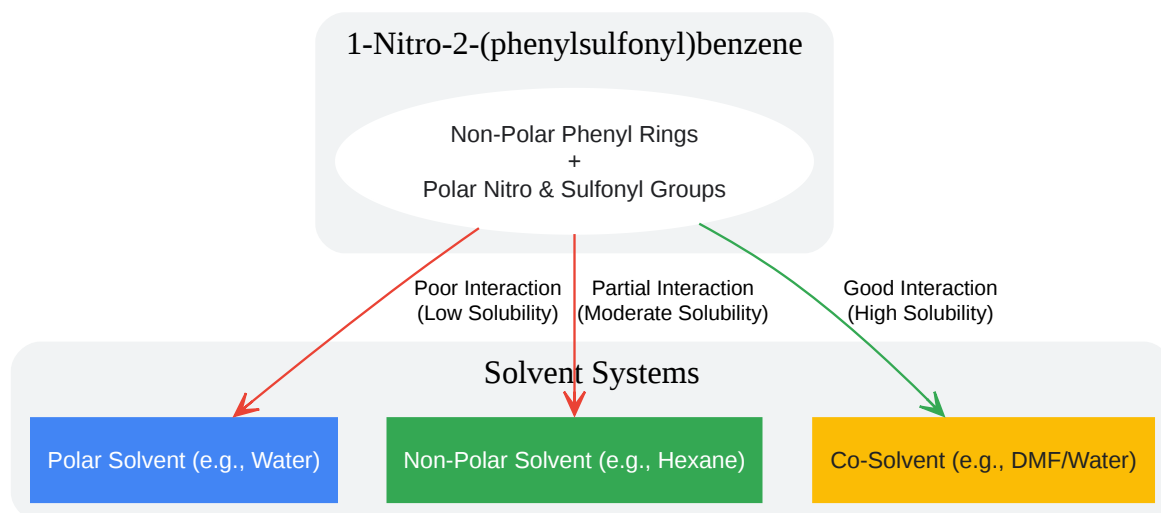 1-Nitro-2-(phenylsulfonyl)benzene
Non-Polar Phenyl Rings
+
Polar Nitro & Sulfonyl Groups
Poor Interaction
(Low Solubility)
Partial Interaction
(Moderate Solubility)
Good Interaction
(High Solubility)
Solvent Systems
Polar Solvent (e.g., Water)
Non-Polar Solvent (e.g., Hexane)
Co-Solvent (e.g., DMF/Water)